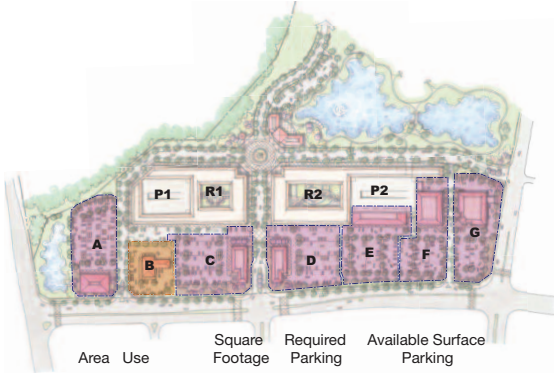 P1 R1 R2 P2
A B C D E F G
Square Required Available Surface
Area Use Footage Parking Parking